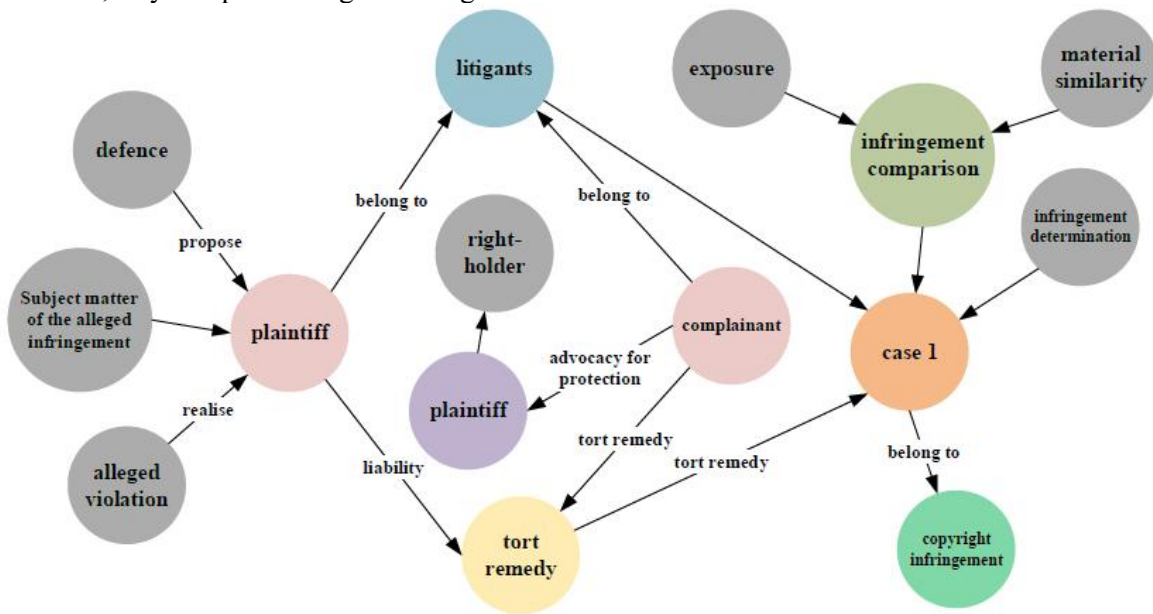 litigants
exposure
material
similarity
defence
infringement
comparison
belong to
belong to
propose
right-
holder
infringement
determination
Subject matter
of the alleged
infringement
plaintiff
complainant
case 1
advocacy for
protection
realise
plaintiff
tort remedy
tort remedy
belong to
liability
alleged
violation
tort
remedy
copyright
infringement